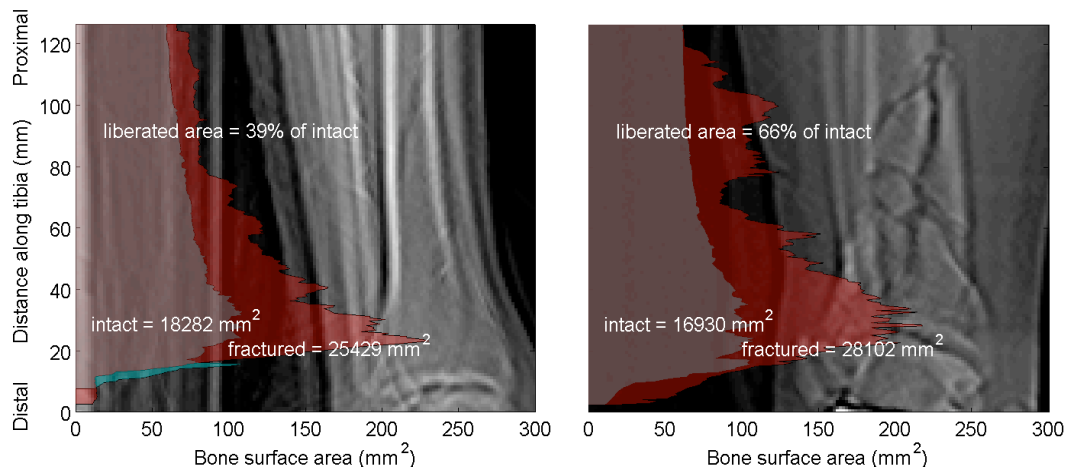 Proximal
Distance along tibia (mm)
Distal
120
100
80
60
40
20
0
liberated area = 39% of intact
intact = 18282 mm²
fractured = 25429 mm²
0 50 100 150 200 250 300
Bone surface area (mm²)
liberated area = 66% of intact
intact = 16930 mm²
fractured = 28102 mm²
0 50 100 150 200 250 300
Bone surface area (mm²)